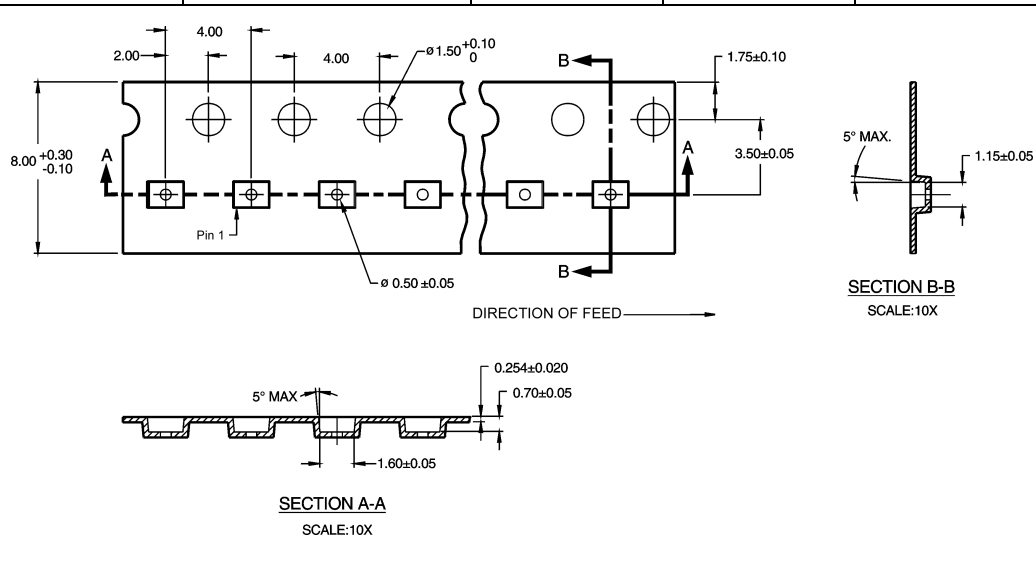 4.00
2.00
4.00
ø1.50 +0.10
0
B
1.75±0.10
8.00 +0.30
-0.10
A
A
3.50±0.05
5° MAX.
1.15±0.05
Pin 1
B
ø 0.50 ±0.05
SECTION B-B
SCALE:10X
DIRECTION OF FEED
0.254±0.020
5° MAX
0.70±0.05
1.60±0.05
SECTION A-A
SCALE:10X